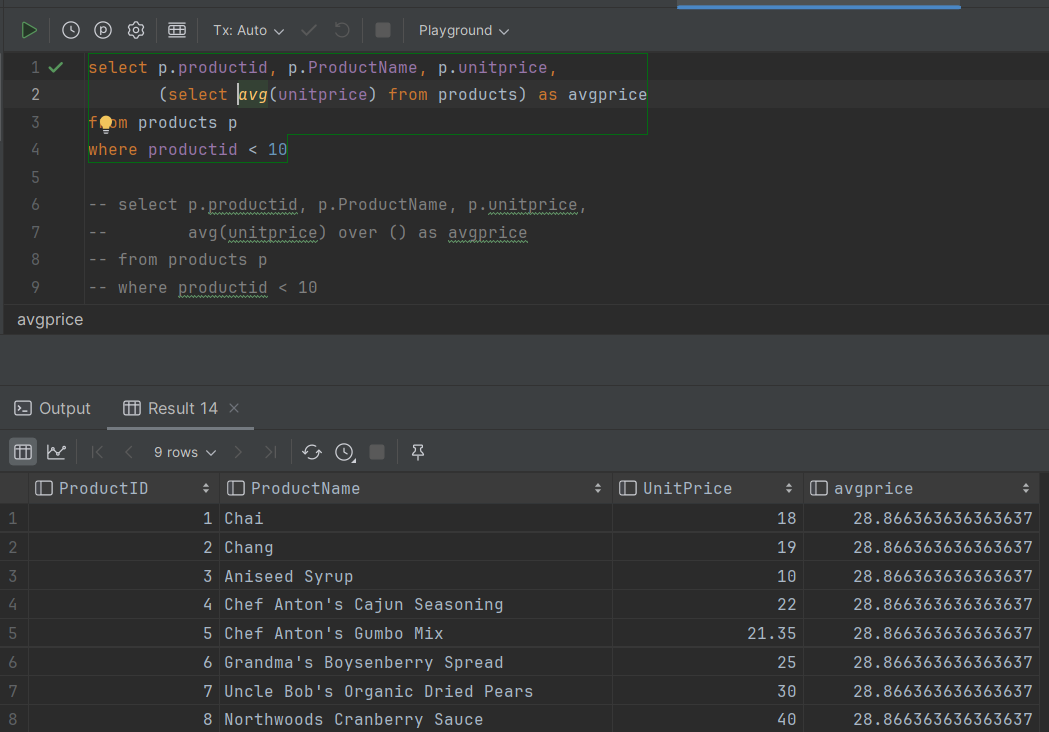 Tx: Auto Playground
1 select p.productid, p.ProductName, p.unitprice,
2 (select avg(unitprice) from products) as avgprice
3 from products p
4 where productid < 10
5
6 -- select p.productid, p.ProductName, p.unitprice,
7 -- avg(unitprice) over () as avgprice
8 -- from products p
9 -- where productid < 10
avgprice
Output Result 14
9 rows
ProductID ProductName UnitPrice avgprice
1 1 Chai 18 28.866363636363637
2 2 Chang 19 28.866363636363637
3 3 Aniseed Syrup 10 28.866363636363637
4 4 Chef Anton's Cajun Seasoning 22 28.866363636363637
5 5 Chef Anton's Gumbo Mix 21.35 28.866363636363637
6 6 Grandma's Boysenberry Spread 25 28.866363636363637
7 7 Uncle Bob's Organic Dried Pears 30 28.866363636363637
8 8 Northwoods Cranberry Sauce 40 28.866363636363637